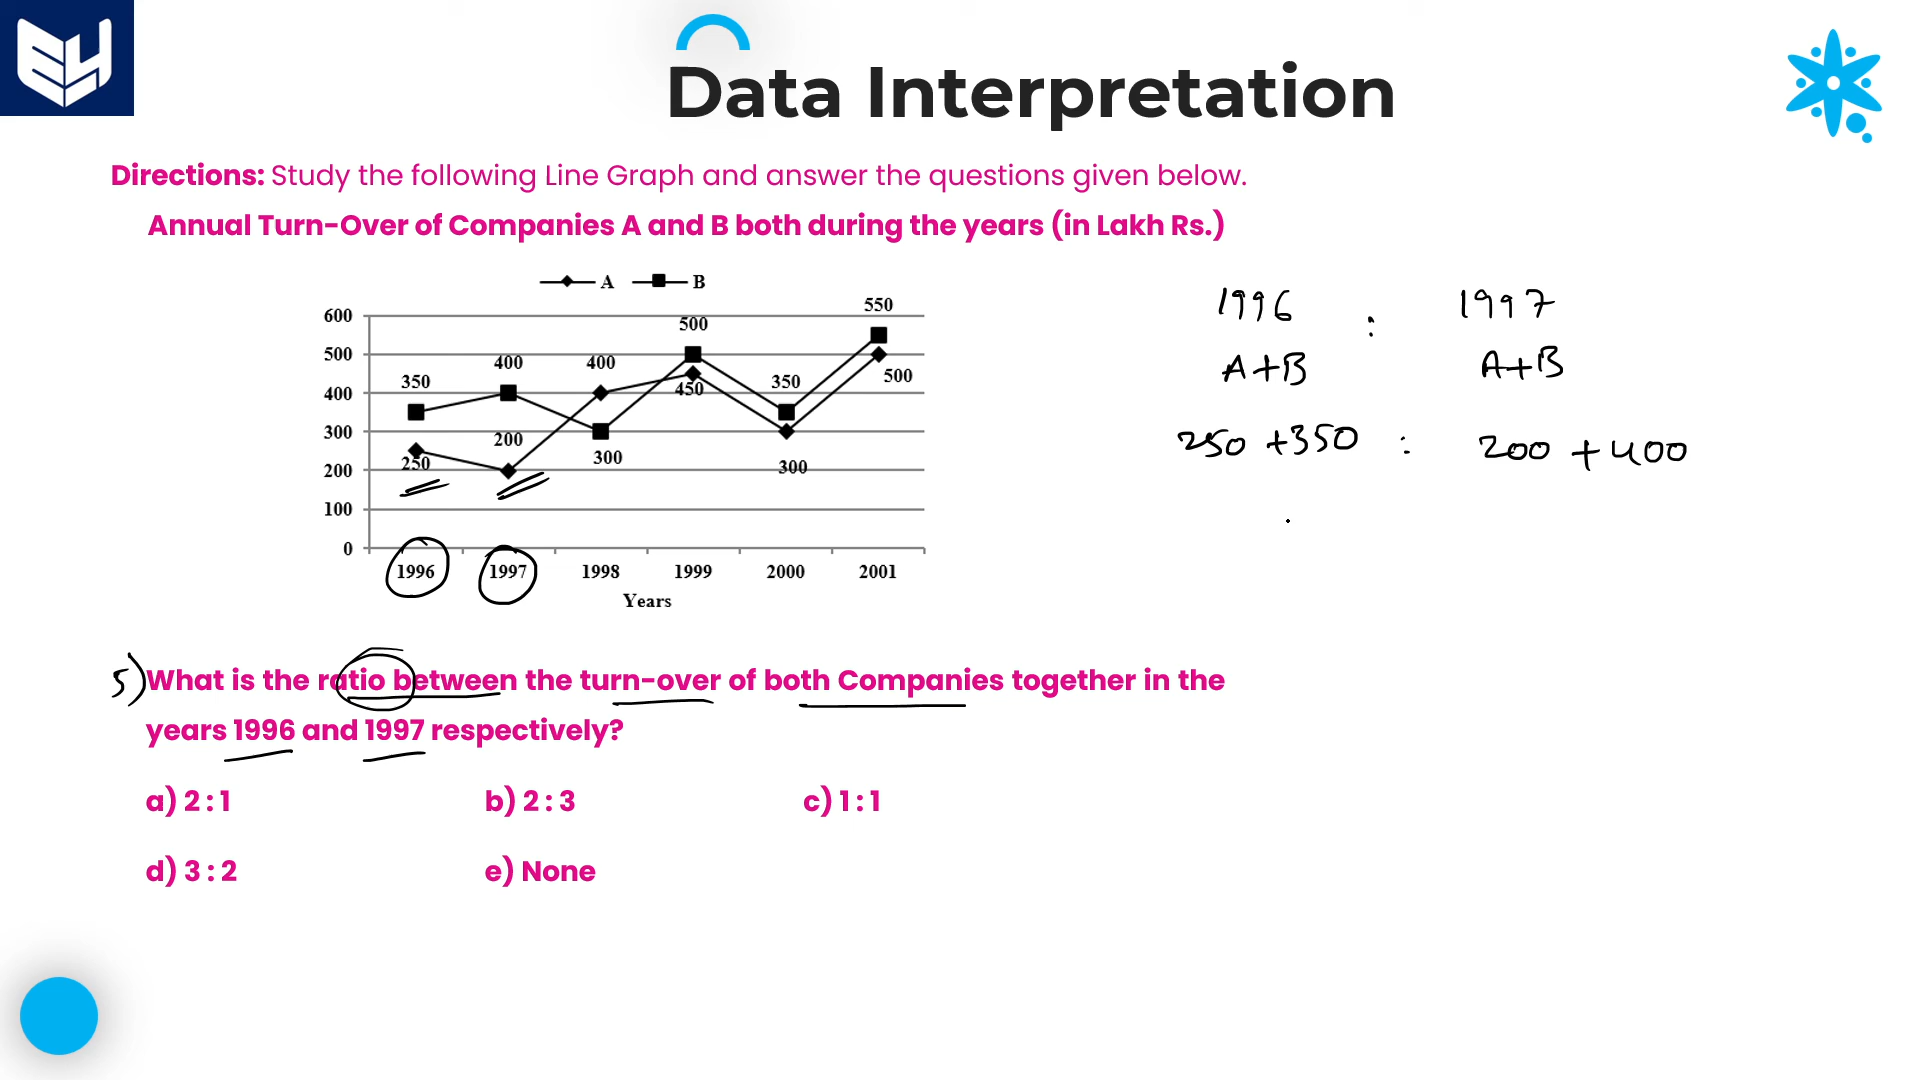 EY
Data Interpretation
Directions: Study the following Line Graph and answer the questions given below.
Annual Turn-Over of Companies A and B both during the years (in Lakh Rs.)
A B
600
500
400
300
200
100
0
350 400 400 500 350 550
250 200 300 450 300 500
1996 1997 1998 1999 2000 2001
Years
1996 : 1997
A+B A+B
250 +350 : 200 +400
5) What is the ratio between the turn-over of both Companies together in the
years 1996 and 1997 respectively?
a) 2 : 1 b) 2 : 3 c) 1 : 1
d) 3 : 2 e) None